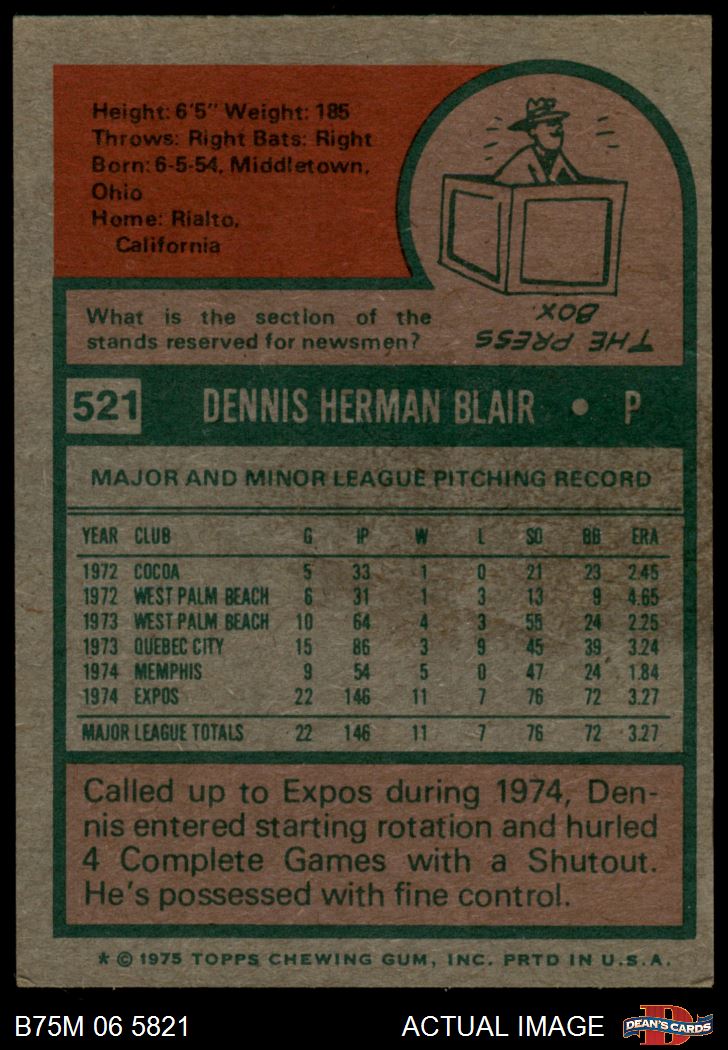 Height: 6'5" Weight: 185
Throws: Right Bats: Right
Born: 6-5-54, Middletown,
Ohio
Home: Rialto,
California
What is the section of the
stands reserved for newsmen?
THE PRESS
BOX.
521 DENNIS HERMAN BLAIR • P
MAJOR AND MINOR LEAGUE PITCHING RECORD
YEAR CLUB G IP W L SO BB ERA
1972 COCOA 5 33 1 0 21 23 2.45
1972 WEST PALM BEACH 6 31 1 3 13 9 4.65
1973 WEST PALM BEACH 10 64 4 3 55 24 2.25
1973 QUEBEC CITY 15 86 3 9 45 39 3.24
1974 MEMPHIS 9 54 5 0 47 24 1.84
1974 EXPOS 22 146 11 7 76 72 3.27
MAJOR LEAGUE TOTALS 22 146 11 7 76 72 3.27
Called up to Expos during 1974, Den-
nis entered starting rotation and hurled
4 Complete Games with a Shutout.
He's possessed with fine control.
* © 1975 TOPPS CHEWING GUM, INC. PRTD IN U.S.A.
B75M 06 5821 ACTUAL IMAGE D DEAN'S CARDS